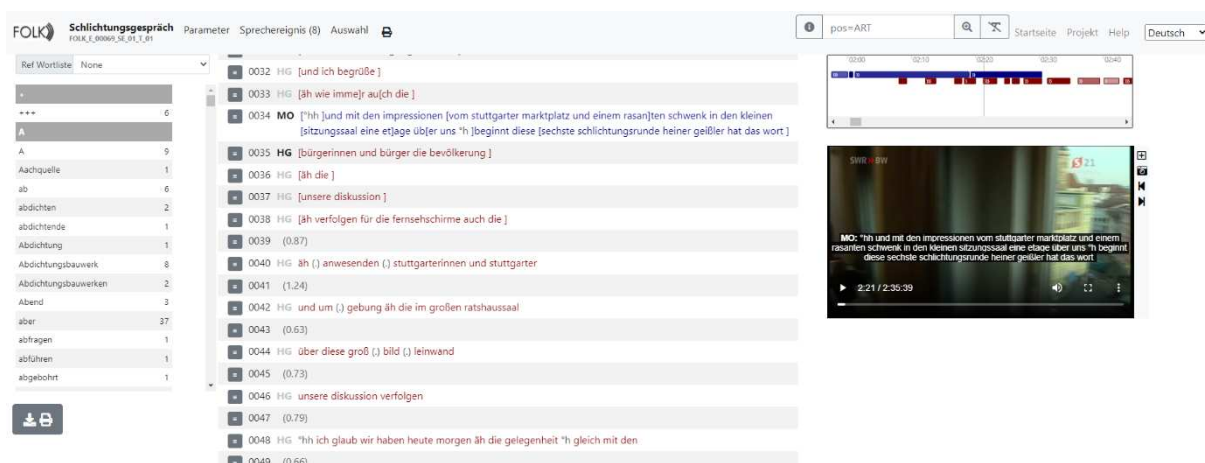 FOLK
Schlichtungsgespräch
FOLK_E_00069_SE_01_T_01
Parameter Sprechereignis (8) Auswahl
pos=ART
Startseite Projekt Help
Deutsch
Ref Wortliste None
+
+++ 6
A
A 9
Aachquelle 1
ab 6
abdichten 2
abdichtende 1
Abdichtung 1
Abdichtungsbauwerk 8
Abdichtungsbauwerken 2
Abend 3
aber 37
abfragen 1
abführen 1
abgebohrt 1
0032 HG [und ich begrüße ]
0033 HG [äh wie imme]r au[ch die ]
0034 MO [°hh ]und mit den impressionen [vom stuttgarter marktplatz und einem rasan]ten schwenk in den kleinen
[sitzungssaal eine et]age üb[er uns °h ]beginnt diese [sechste schlichtungsrunde heiner geißler hat das wort ]
0035 HG [bürgerinnen und bürger die bevölkerung ]
0036 HG [äh die ]
0037 HG [unsere diskussion ]
0038 HG [äh verfolgen für die fernsehschirme auch die ]
0039 (0.87)
0040 HG äh (.) anwesenden (.) stuttgarterinnen und stuttgarter
0041 (1.24)
0042 HG und um (.) gebung äh die im großen ratshaussaal
0043 (0.63)
0044 HG über diese groß (.) bild (.) leinwand
0045 (0.73)
0046 HG unsere diskussion verfolgen
0047 (0.79)
0048 HG °hh ich glaub wir haben heute morgen äh die gelegenheit °h gleich mit den
0049 (0.66)
02:00 02:10 02:20 02:30 02:40
SWR BW
21
MO: °hh und mit den impressionen vom stuttgarter marktplatz und einem
rasanten schwenk in den kleinen sitzungssaal eine etage über uns °h beginnt
diese sechste schlichtungsrunde heiner geißler hat das wort
2:21 / 2:35:39